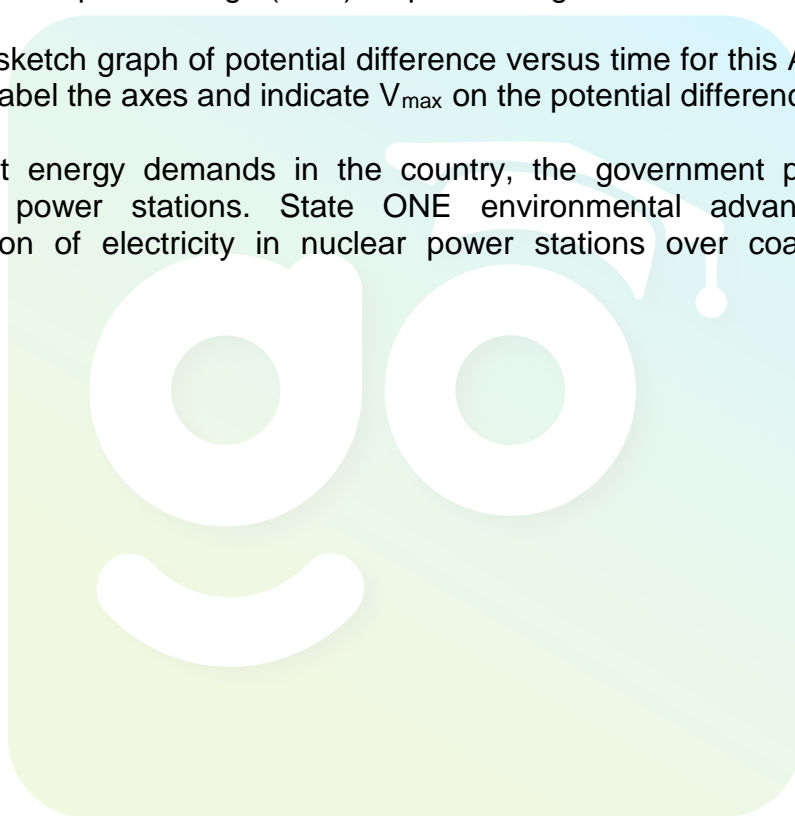 sketch graph of potential difference versus time for this A
abel the axes and indicate Vmax on the potential differenc
t energy demands in the country, the government p
power stations. State ONE environmental advan
on of electricity in nuclear power stations over coa
go